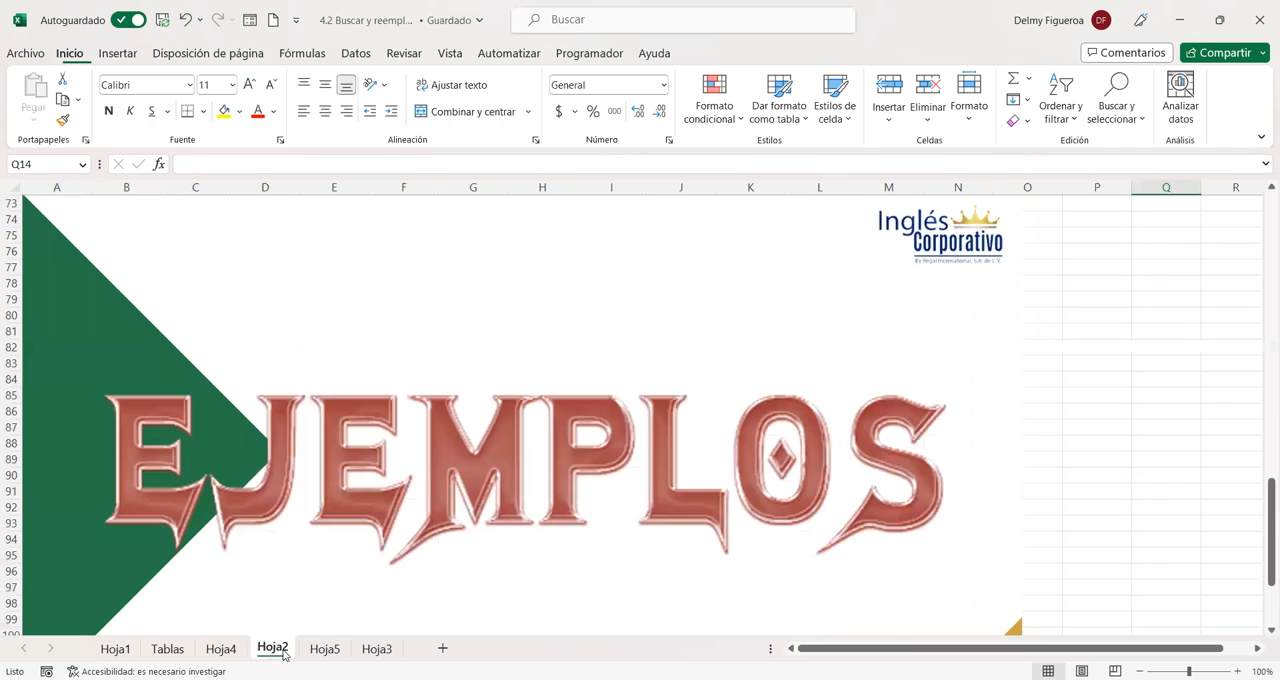 Autoguardado
4.2 Buscar y reempl... • Guardado
Buscar
Delmy Figueroa
DF
Archivo Inicio Insertar Disposición de página Fórmulas Datos Revisar Vista Automatizar Programador Ayuda
Comentarios
Compartir
Pegar
Calibri
11
N K S
A A
Ajustar texto
Combinar y centrar
General
$ % 000
Formato condicional
Dar formato como tabla
Estilos de celda
Insertar
Eliminar
Formato
Ordenar y filtrar
Buscar y seleccionar
Analizar datos
Portapapeles
Fuente
Alineación
Número
Estilos
Celdas
Edición
Análisis
Q14
fx
A B C D E F G H I J K L M N O P Q R
73
74
75
76
77
78
79
80
81
82
83
84
85
86
87
88
89
90
91
92
93
94
95
96
97
98
99
100
Inglés
Corporativo
By Regal International, S.A. de C.V.
EJEMPLOS
Hoja1 Tablas Hoja4 Hoja2 Hoja5 Hoja3
Listo
Accesibilidad: es necesario investigar
100%